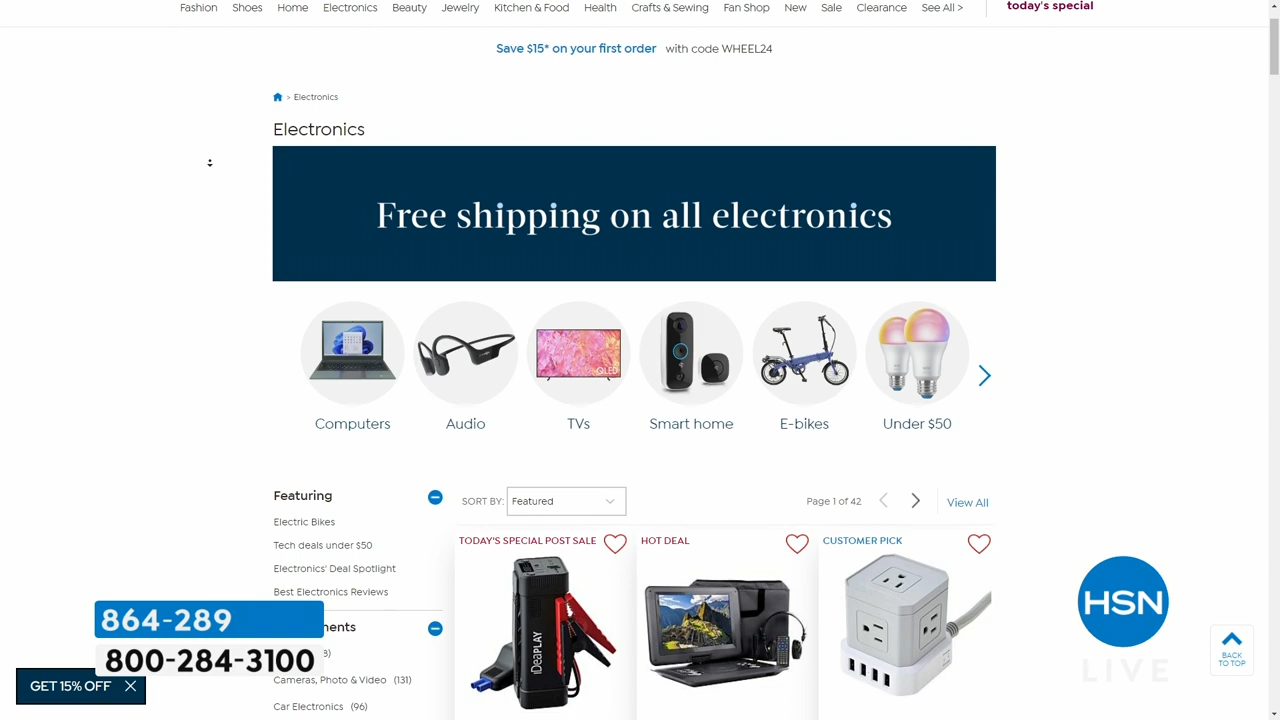 Fashion Shoes Home Electronics Beauty Jewelry Kitchen & Food Health Crafts & Sewing Fan Shop New Sale Clearance See All > today's special
Save $15* on your first order with code WHEEL24
> Electronics
Electronics
Free shipping on all electronics
QLED
Computers Audio TVs Smart home E-bikes Under $50
Featuring
SORT BY: Featured
Page 1 of 42
View All
Electric Bikes
Tech deals under $50
Electronics' Deal Spotlight
Best Electronics Reviews
TODAY'S SPECIAL POST SALE
HOT DEAL
CUSTOMER PICK
iDeaPLAY
864-289
ents
8)
800-284-3100
Cameras, Photo & Video (131)
GET 15% OFF
Car Electronics (96)
HSN
LIVE
BACK
TO TOP